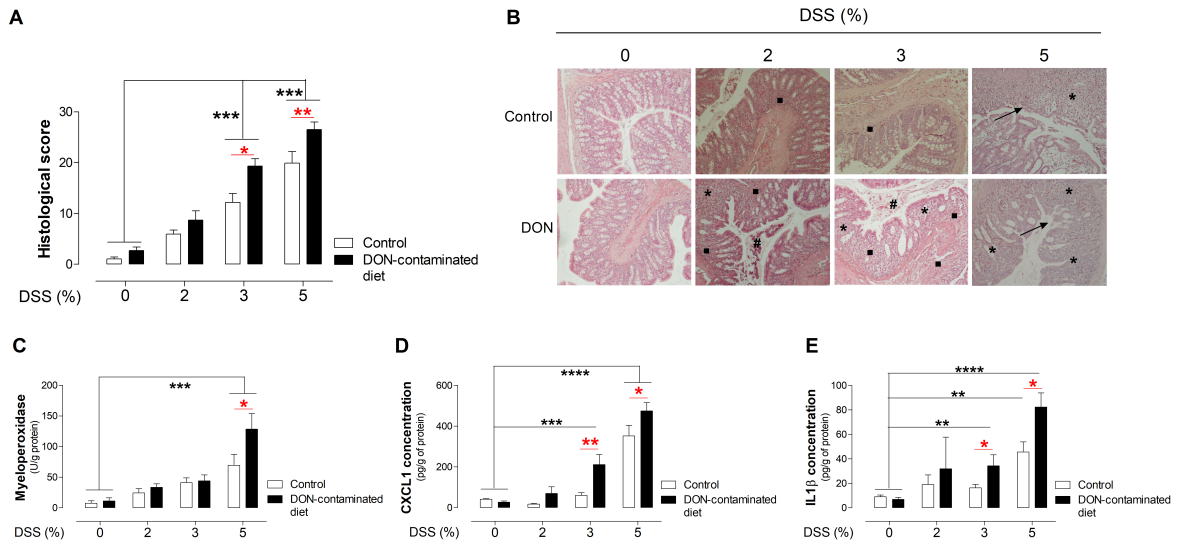 A
***
***
**
*
30
20
10
0
Histological score
Control
DON-contaminated
diet
DSS (%)
0
2
3
5
B
DSS (%)
0
2
3
5
Control
*
DON
*
#
#
*
*
*
*
*
C
***
*
200
150
100
50
0
Myeloperoxidase
(U/g protein)
Control
DON-contaminated
diet
DSS (%)
0
2
3
5
D
****
*
***
**
600
400
200
0
CXCL1 concentration
(pg/g of protein)
Control
DON-contaminated
diet
DSS (%)
0
2
3
5
E
****
*
**
**
*
100
80
60
40
20
0
IL1β concentration
(pg/g of protein)
Control
DON-contaminated
diet
DSS (%)
0
2
3
5